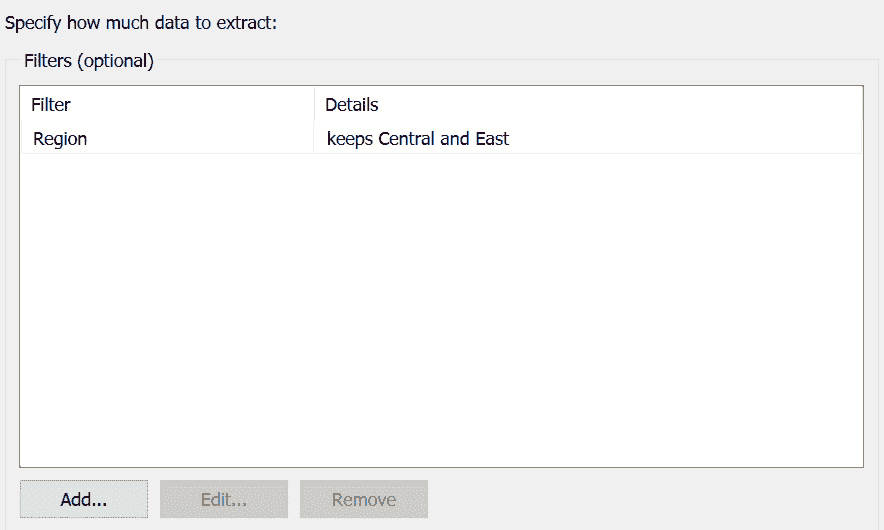 Specify how much data to extract:
Filters (optional)
Filter Details
Region keeps Central and East
Add... Edit... Remove